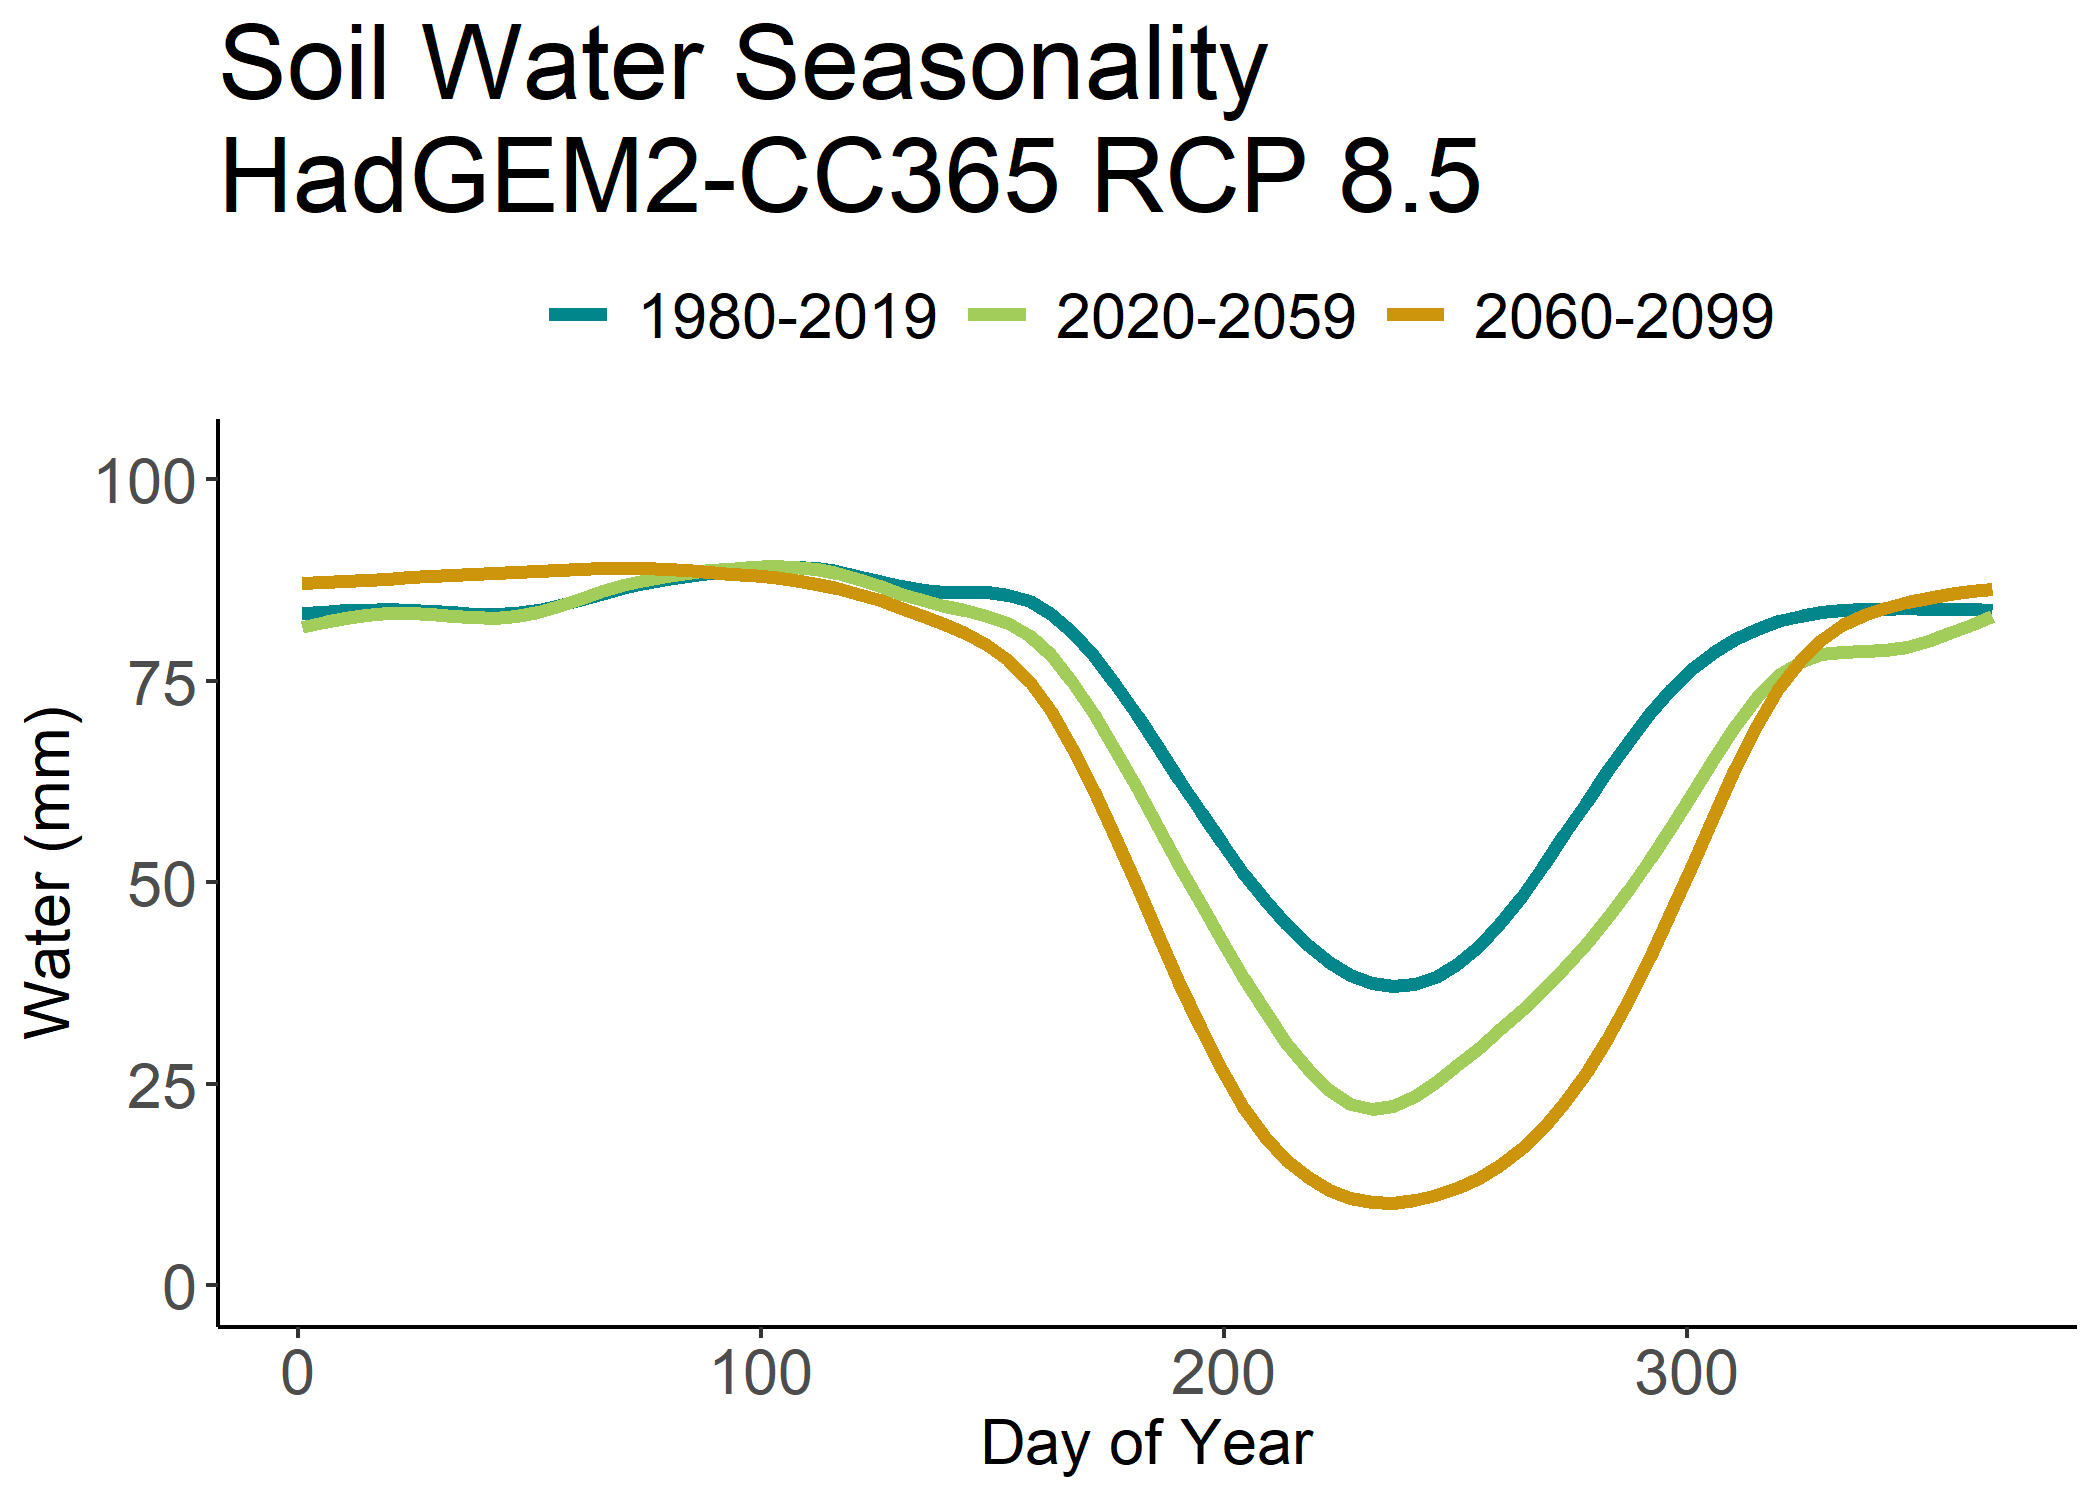 Soil Water Seasonality
HadGEM2-CC365 RCP 8.5
1980-2019 2020-2059 2060-2099
100
75
50
25
0
Water (mm)
0 100 200 300
Day of Year